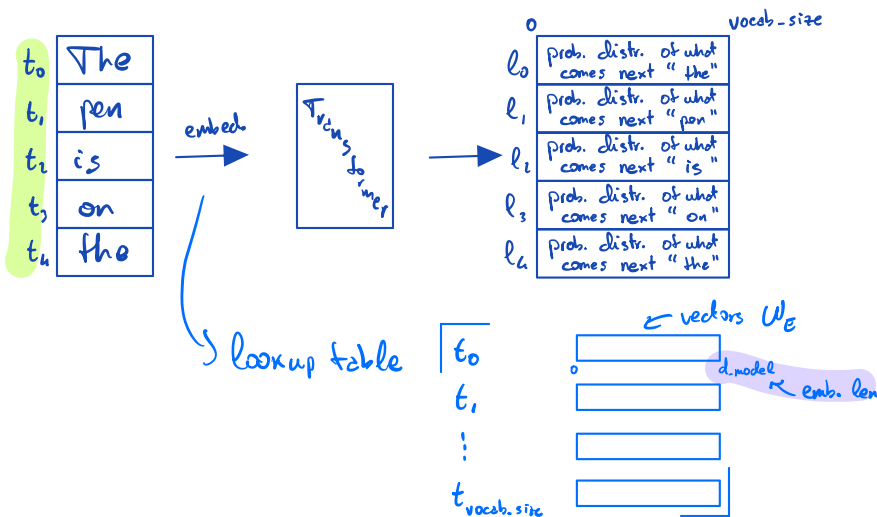 0 vocab_size
t0 The
t1 pen
t2 is
t3 on
t4 the
embed
Transformer
l0 prob. distr. of what
comes next "the"
l1 prob. distr. of what
comes next "pen"
l2 prob. distr. of what
comes next "is"
l3 prob. distr. of what
comes next "on"
l4 prob. distr. of what
comes next "the"
vectors WE
lookup table
t0
0 d_model
emb. len
t1
⋮
tvocab_size